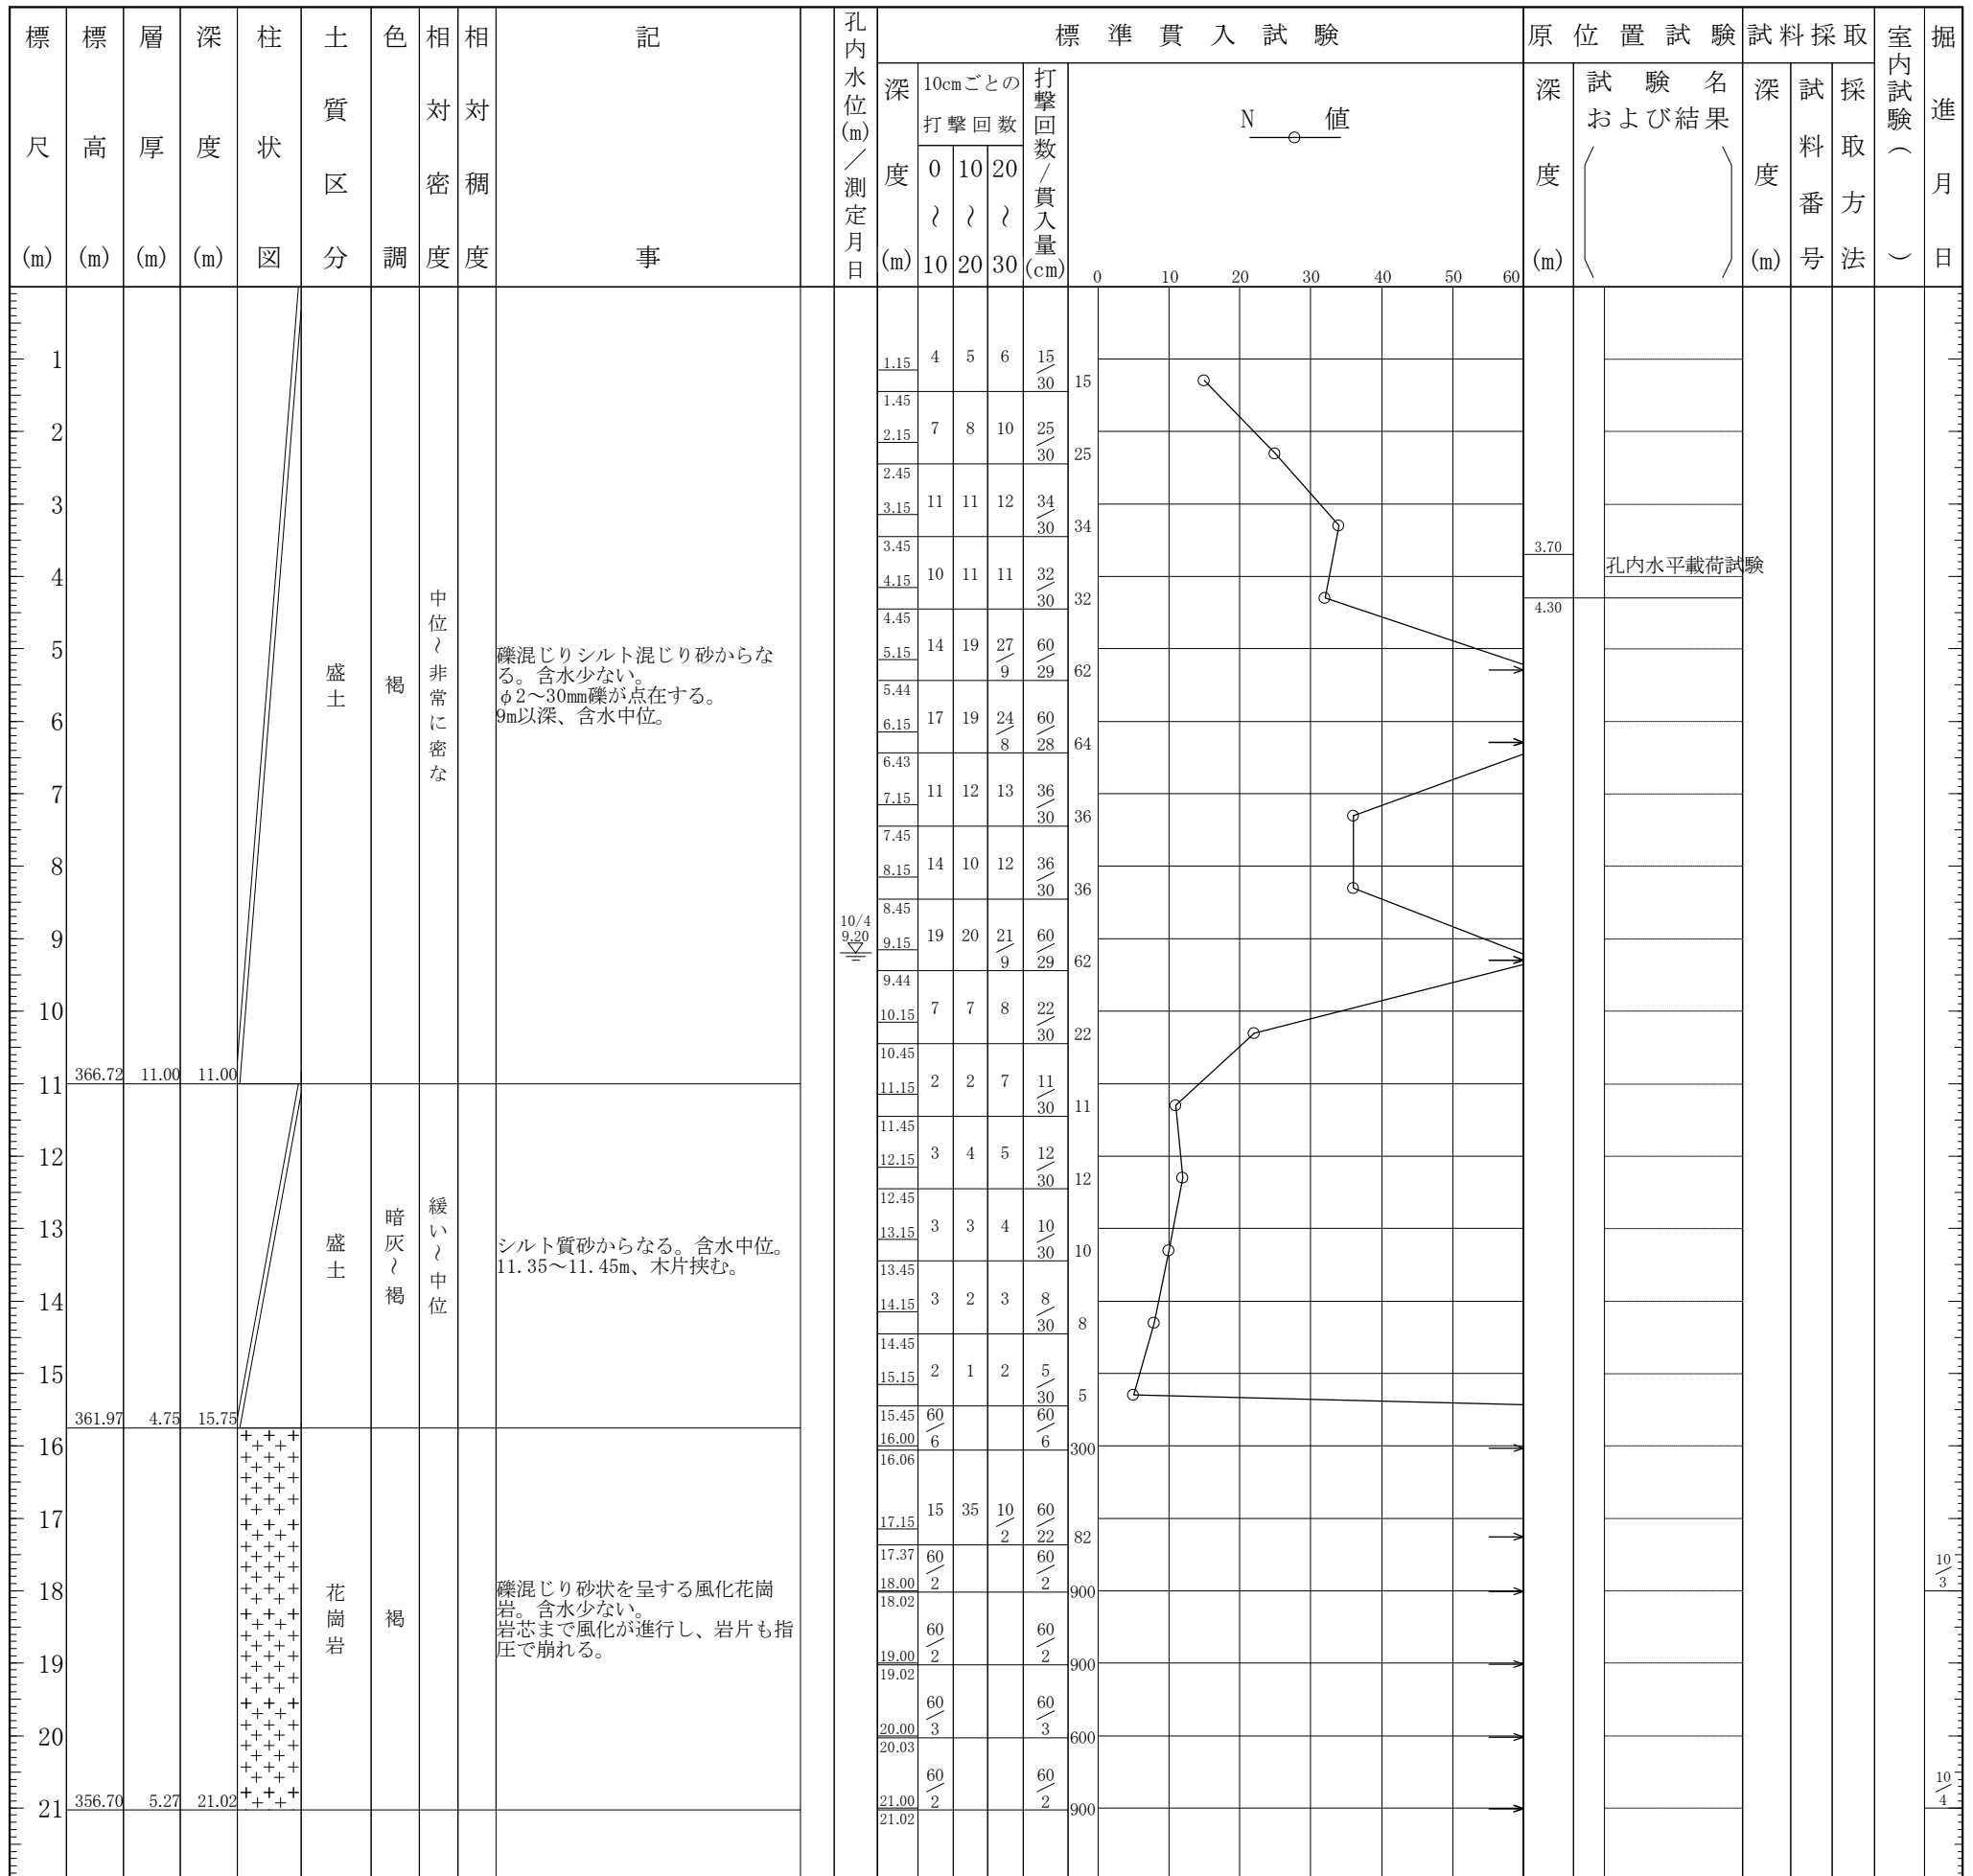 標尺(m)
標高(m)
層厚(m)
深度(m)
柱状図
土質区分
色調
相対密度
相対稠度
記事
孔内水位(m)／測定月日
標準貫入試験
深度(m)
10cmごとの
打撃回数
0～10
10～20
20～30
打撃回数/貫入量(cm)
N 値
0 10 20 30 40 50 60
原位置試験
深度(m)
試験名
および結果
試料採取
深度(m)
試料番号
採取方法
室内試験（ ）
掘進月日
1
1.15 4 5 6 15/30 15
1.45
2
2.15 7 8 10 25/30 25
2.45
3
3.15 11 11 12 34/30 34
3.45
3.70
孔内水平載荷試験
4.30
4
4.15 10 11 11 32/30 32
4.45
5
5.15 14 19 27/9 60/29 62
5.44
6
6.15 17 19 24/8 60/28 64
6.43
7
7.15 11 12 13 36/30 36
7.45
8
8.15 14 10 12 36/30 36
8.45
9
9.15 19 20 21/9 60/29 62
9.44
10
10.15 7 7 8 22/30 22
10.45
盛土
褐
中位～非常に密な
礫混じりシルト混じり砂からな
る。含水少ない。
φ2～30mm礫が点在する。
9m以深、含水中位。
10/4
9.20
11 366.72 11.00 11.00
11.15 2 2 7 11/30 11
11.45
12
12.15 3 4 5 12/30 12
12.45
13
13.15 3 3 4 10/30 10
13.45
14
14.15 3 2 3 8/30 8
14.45
15
15.15 2 1 2 5/30 5
15.45
盛土
暗灰～褐
緩い～中位
シルト質砂からなる。含水中位。
11.35～11.45m、木片挟む。
361.97 4.75 15.75
16
16.00 60/6 60/6 300
16.06
17
17.15 15 35 10/2 60/22 82
17.37
18
18.00 60/2 60/2 900
18.02
10/3
19
19.00 60/2 60/2 900
19.02
20
20.00 60/3 60/3 600
20.03
花崗岩
褐
礫混じり砂状を呈する風化花崗
岩。含水少ない。
岩芯まで風化が進行し、岩片も指
圧で崩れる。
21 356.70 5.27 21.02
21.00 60/2 60/2 900
21.02
10/4